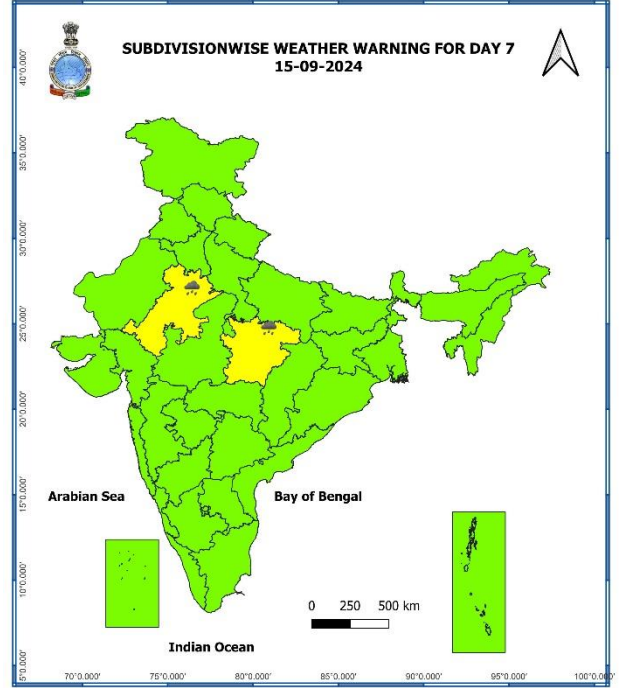 SUBDIVISIONWISE WEATHER WARNING FOR DAY 7
15-09-2024
40°0.000'
35°0.000'
30°0.000'
25°0.000'
20°0.000'
15°0.000'
10°0.000'
5°0.000'
Arabian Sea
Bay of Bengal
0 250 500 km
Indian Ocean
70°0.000' 75°0.000' 80°0.000' 85°0.000' 90°0.000' 95°0.000' 100°0.000'